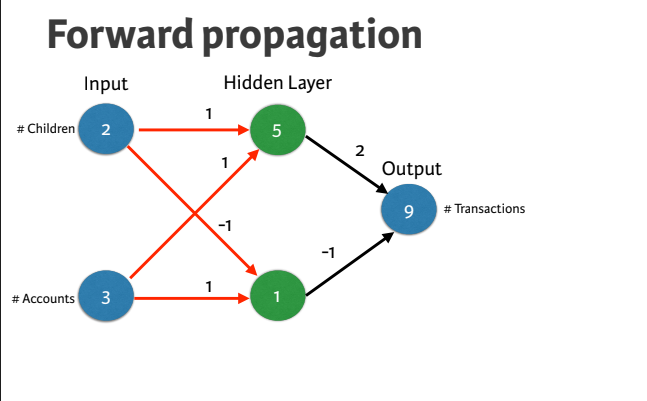 Forward propagation
Input
Hidden Layer
1
# Children
2
5
1
2
Output
-1
9
# Transactions
-1
1
# Accounts
3
1